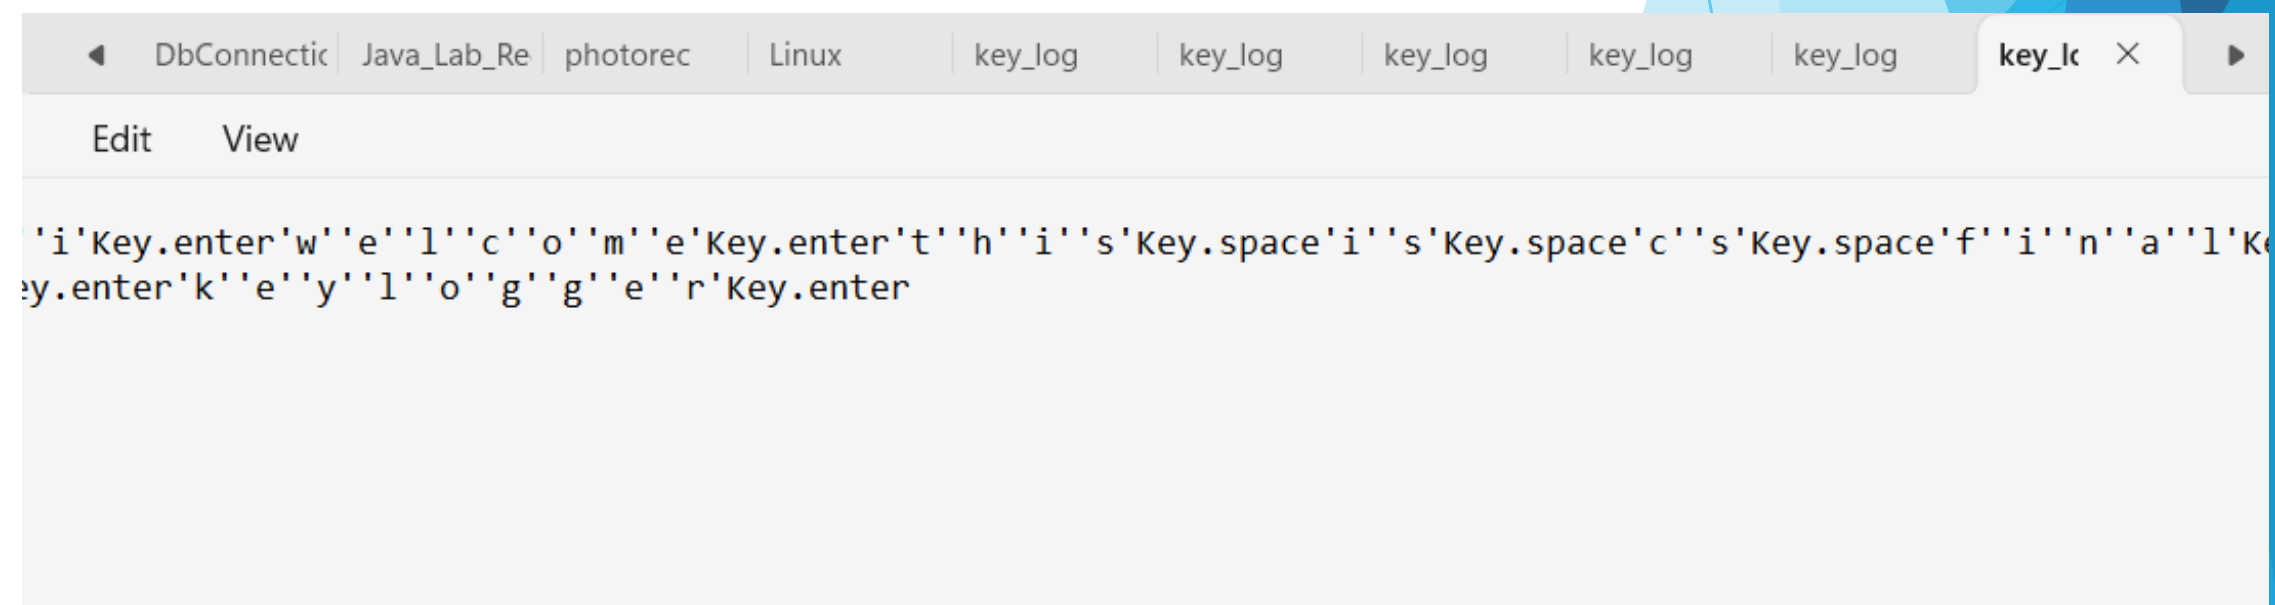 DbConnectic Java_Lab_Re photorec Linux key_log key_log key_log key_log key_log key_lo
Edit View
''i'Key.enter'w''e''l''c''o''m''e'Key.enter't''h''i''s'Key.space'i''s'Key.space'c''s'Key.space'f''i''n''a''l'Ke
ey.enter'k''e''y''l''o''g''g''e''r'Key.enter